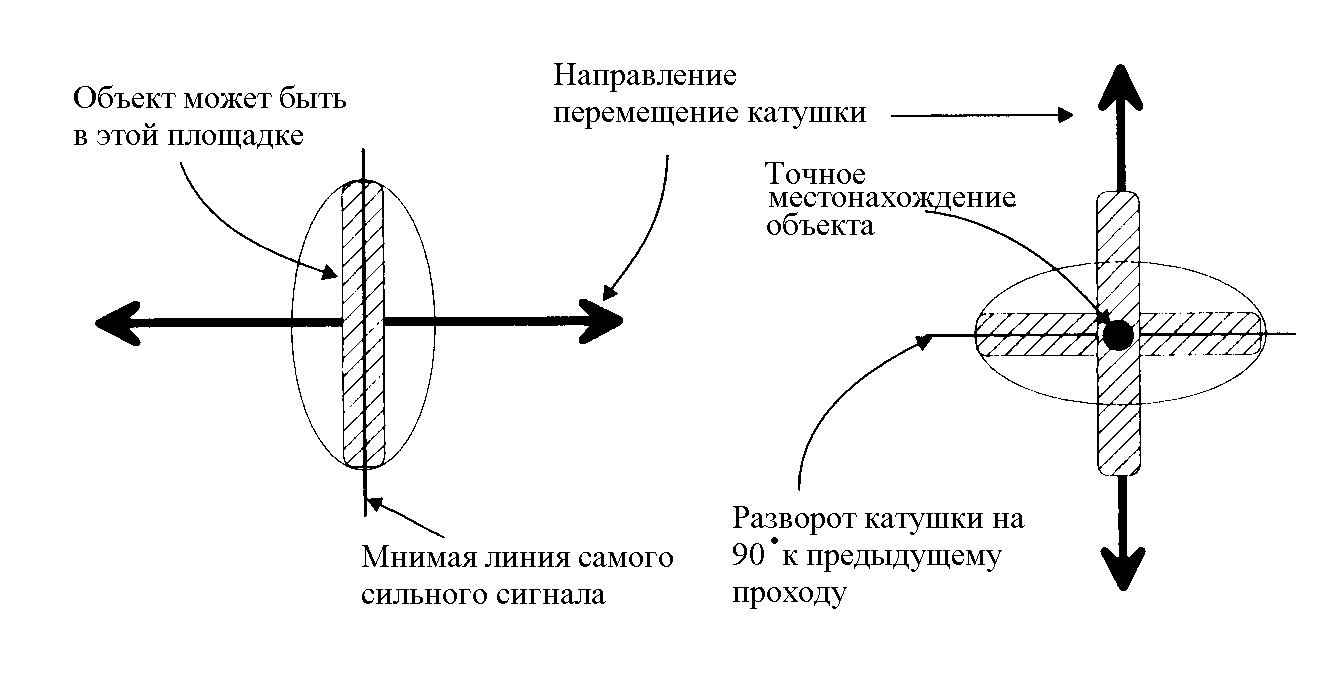 Объект может быть
в этой площадке
Направление
перемещение катушки
Точное
местонахождение
объекта
Мнимая линия самого
сильного сигнала
Разворот катушки на
90° к предыдущему
проходу